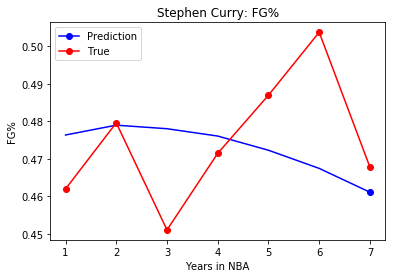 Stephen Curry: FG%
Prediction
True
FG%
0.50
0.49
0.48
0.47
0.46
0.45
1 2 3 4 5 6 7
Years in NBA